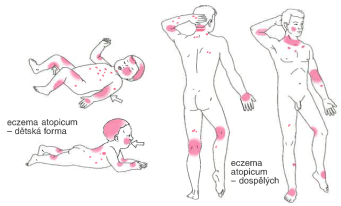 eczema atopicum
– dětská forma
eczema
atopicum
– dospělých